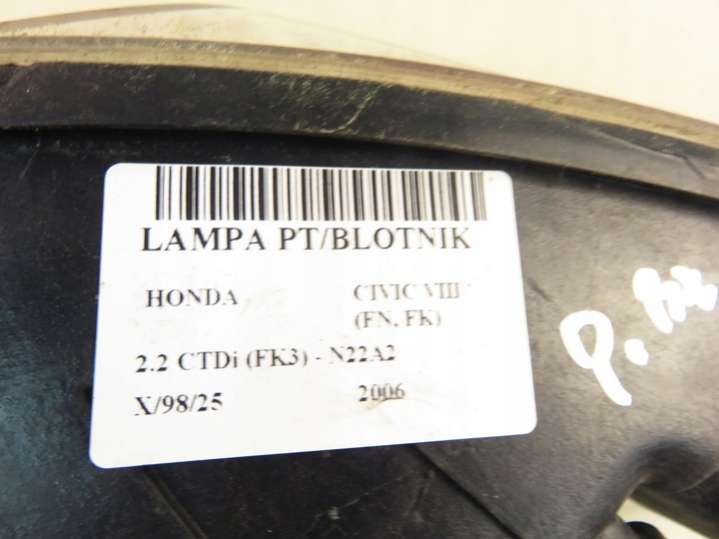 LAMPA PT/BLOTNIK
HONDA CIVIC VIII
(FN, FK)
2.2 CTDi (FK3) - N22A2
X/98/25 2006
P.